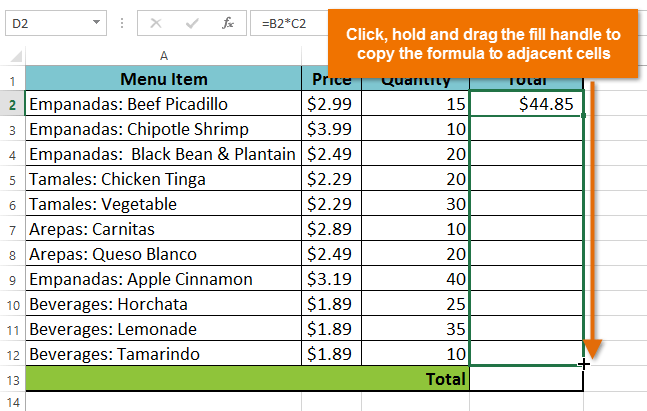 D2 =B2*C2
Click, hold and drag the fill handle to
copy the formula to adjacent cells
A
1 Menu Item Price Quantity Total
2 Empanadas: Beef Picadillo $2.99 15 $44.85
3 Empanadas: Chipotle Shrimp $3.99 10
4 Empanadas: Black Bean & Plantain $2.49 20
5 Tamales: Chicken Tinga $2.29 20
6 Tamales: Vegetable $2.29 30
7 Arepas: Carnitas $2.89 10
8 Arepas: Queso Blanco $2.49 20
9 Empanadas: Apple Cinnamon $3.19 40
10 Beverages: Horchata $1.89 25
11 Beverages: Lemonade $1.89 35
12 Beverages: Tamarindo $1.89 10
13 Total
14